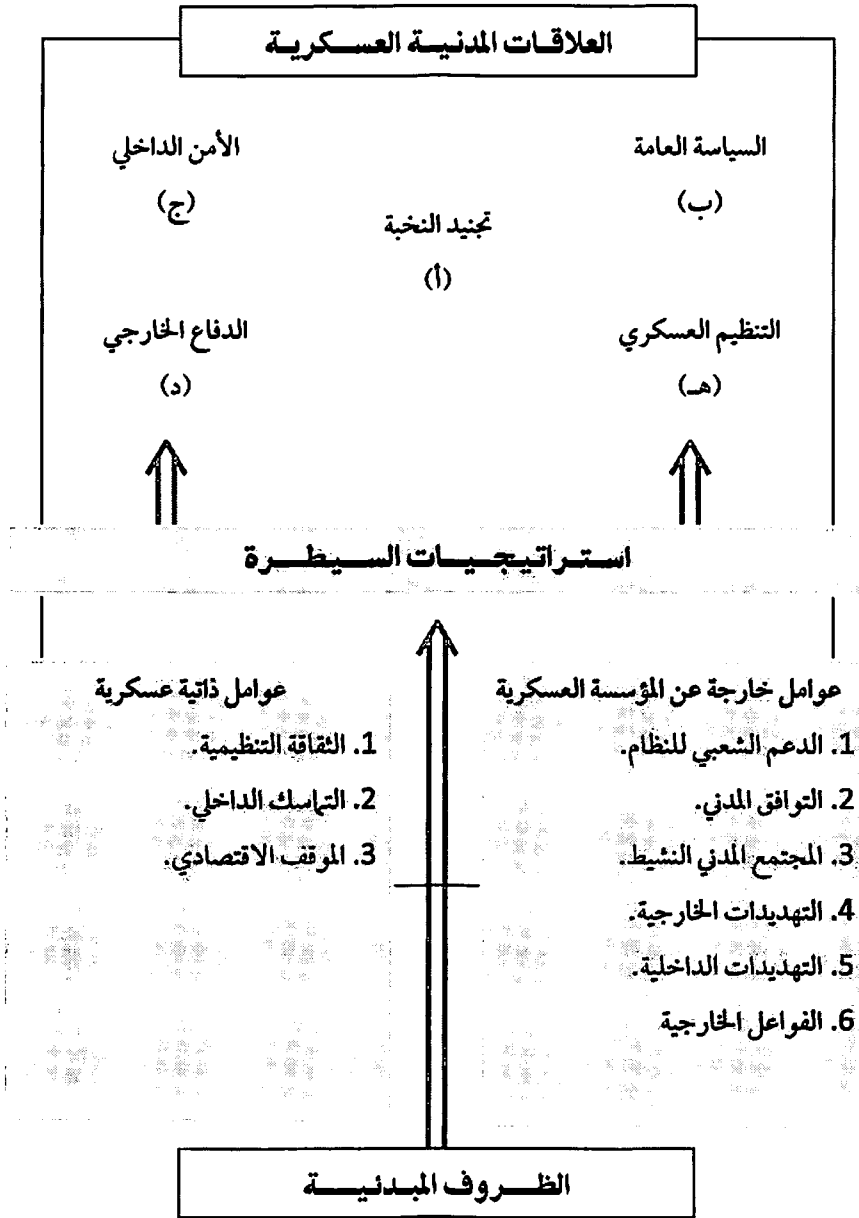 العلاقات المدنية العسكرية
السياسة العامة
(ب)
الأمن الداخلي
(ج)
تجنيد النخبة
(أ)
التنظيم العسكري
(هـ)
الدفاع الخارجي
(د)
استراتيجيات السيطرة
عوامل خارجة عن المؤسسة العسكرية
1. الدعم الشعبي للنظام.
2. التوافق المدني.
3. المجتمع المدني النشيط.
4. التهديدات الخارجية.
5. التهديدات الداخلية.
6. الفواعل الخارجية
عوامل ذاتية عسكرية
1. الثقافة التنظيمية.
2. التماسك الداخلي.
3. الموقف الاقتصادي.
الظروف المبدئية